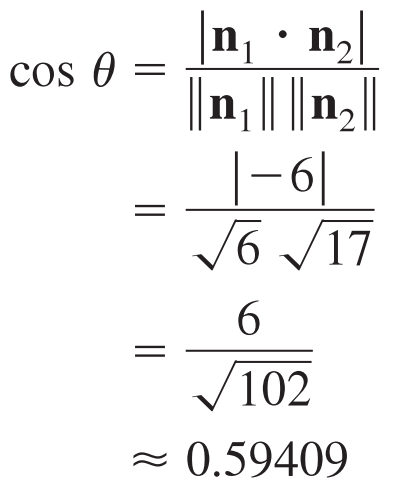 cos θ = |n₁ · n₂| / ‖n₁‖ ‖n₂‖
= |−6| / √6 √17
= 6 / √102
≈ 0.59409